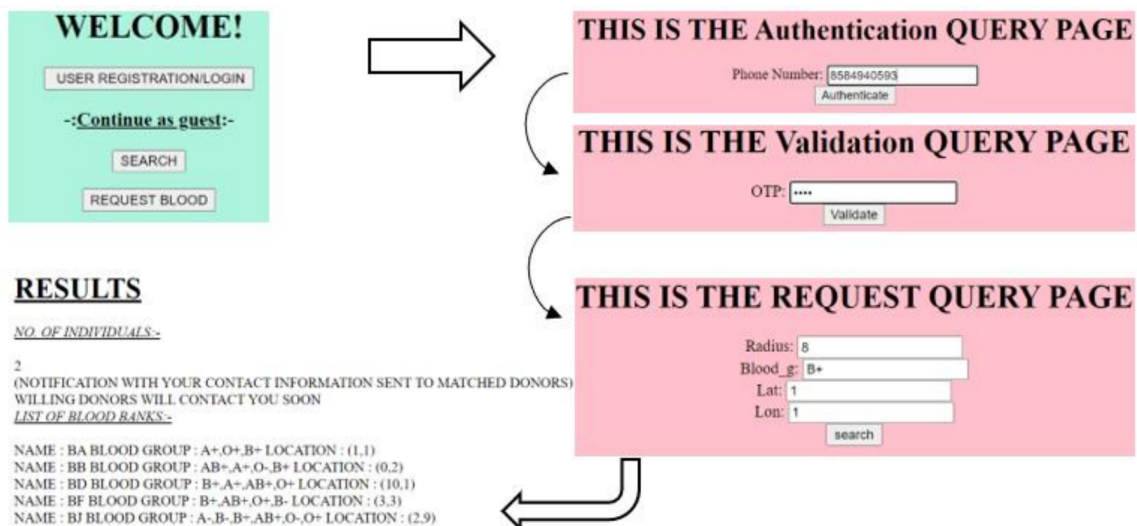 WELCOME!
USER REGISTRATION/LOGIN
-:Continue as guest:-
SEARCH
REQUEST BLOOD
THIS IS THE Authentication QUERY PAGE
Phone Number: 8584940593
Authenticate
THIS IS THE Validation QUERY PAGE
OTP: ····
Validate
THIS IS THE REQUEST QUERY PAGE
Radius: 8
Blood_g: B+
Lat: 1
Lon: 1
search
RESULTS
NO. OF INDIVIDUALS:-
2
(NOTIFICATION WITH YOUR CONTACT INFORMATION SENT TO MATCHED DONORS)
WILLING DONORS WILL CONTACT YOU SOON
LIST OF BLOOD BANKS:-
NAME : BA BLOOD GROUP : A+,O+,B+ LOCATION : (1,1)
NAME : BB BLOOD GROUP : AB+,A+,O-,B+ LOCATION : (0,2)
NAME : BD BLOOD GROUP : B+,A+,AB+,O+ LOCATION : (10,1)
NAME : BF BLOOD GROUP : B+,AB+,O+,B- LOCATION : (3,3)
NAME : BJ BLOOD GROUP : A-,B-,B+,AB+,O-,O+ LOCATION : (2,9)